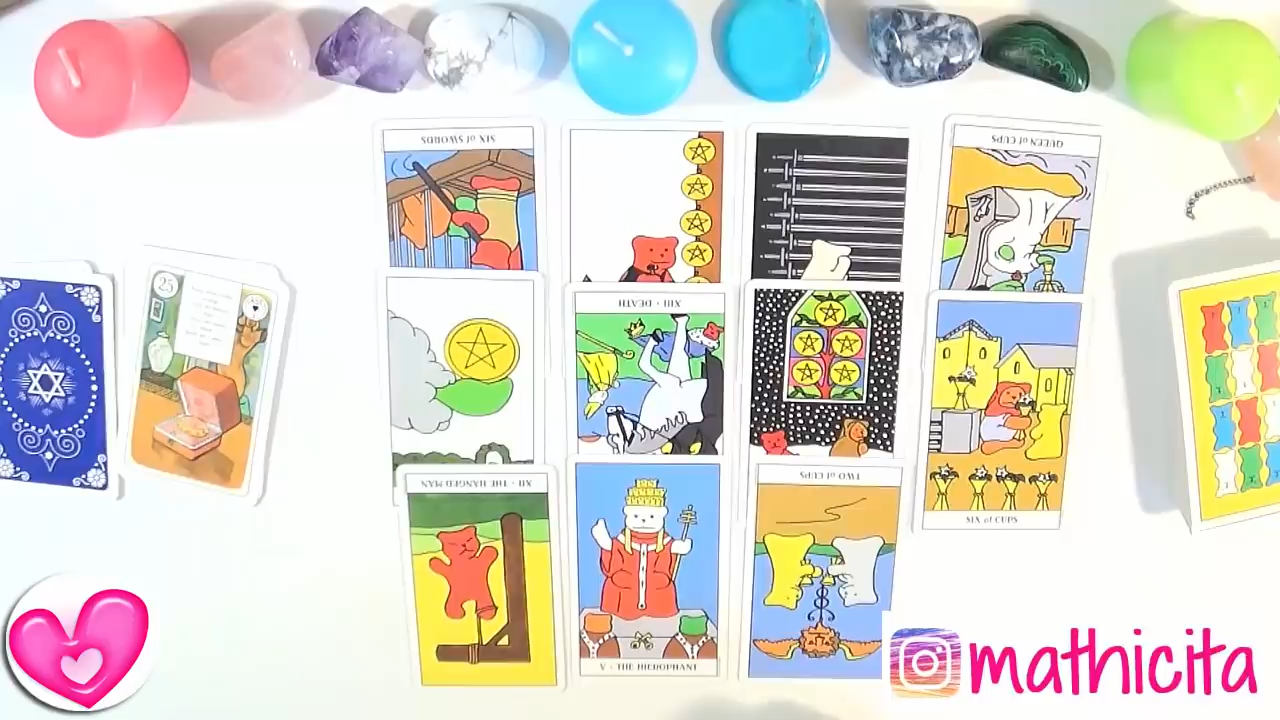 SIX of SWORDS
QUEEN of CUPS
25
XIII · DEATH
XII · THE HANGED MAN
TWO of CUPS
SIX of CUPS
V · THE HIEROPHANT
mathicita